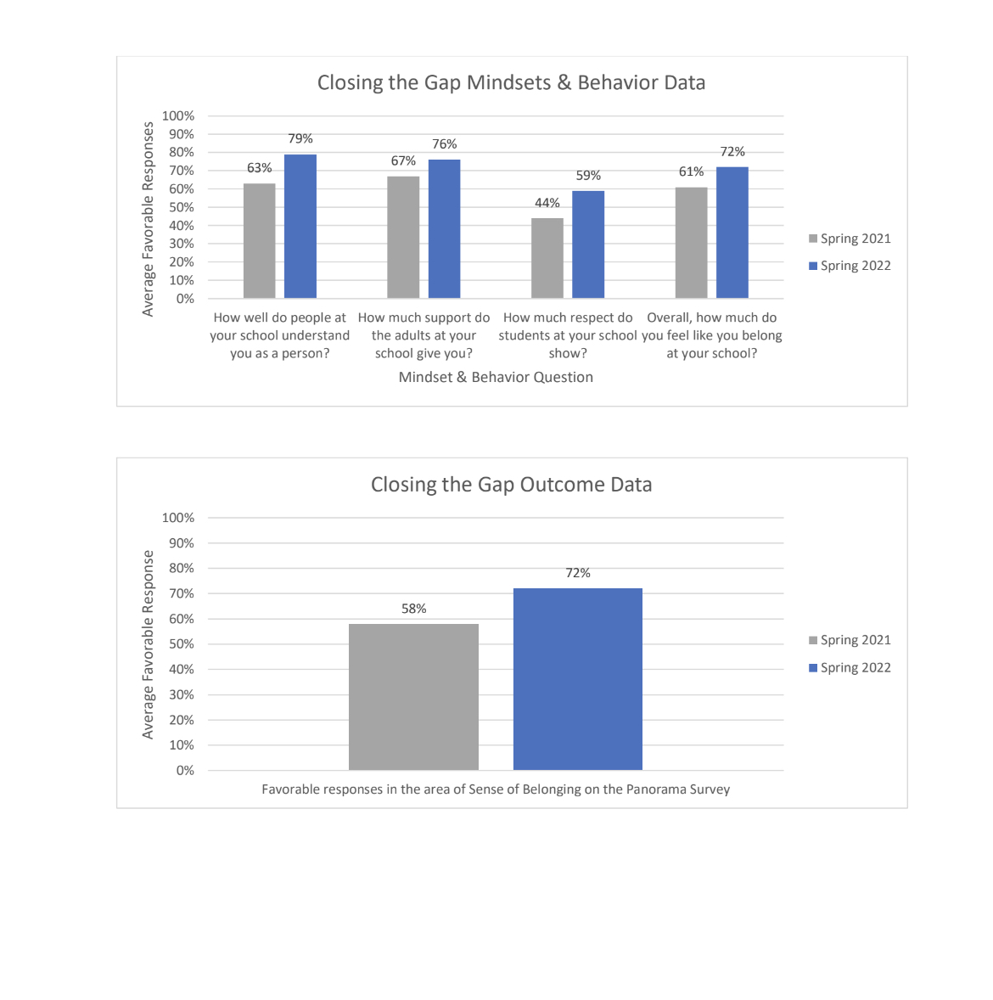 Closing the Gap Mindsets & Behavior Data
Average Favorable Responses
100%
90%
80%
70%
60%
50%
40%
30%
20%
10%
0%
63%
79%
67%
76%
44%
59%
61%
72%
How well do people at
your school understand
you as a person?
How much support do
the adults at your
school give you?
How much respect do
students at your school
show?
Overall, how much do
you feel like you belong
at your school?
Mindset & Behavior Question
Spring 2021
Spring 2022
Closing the Gap Outcome Data
Average Favorable Response
100%
90%
80%
70%
60%
50%
40%
30%
20%
10%
0%
58%
72%
Favorable responses in the area of Sense of Belonging on the Panorama Survey
Spring 2021
Spring 2022